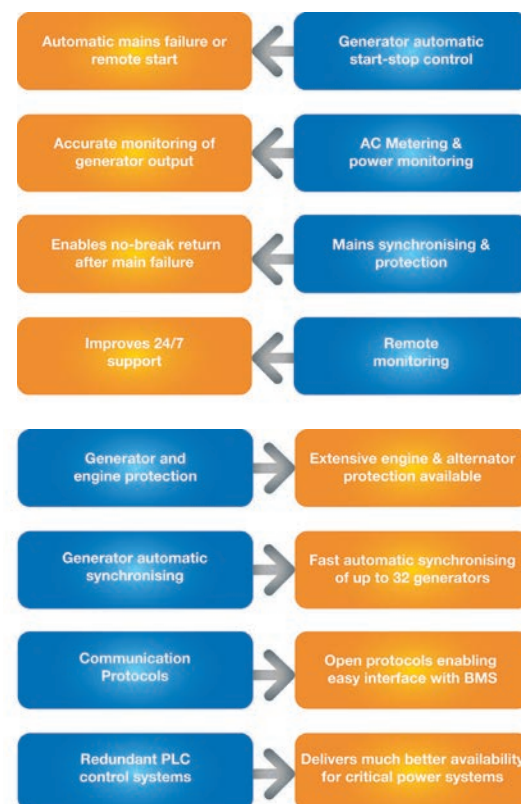 Automatic mains failure or
remote start
Generator automatic
start-stop control
Accurate monitoring of
generator output
AC Metering &
power monitoring
Enables no-break return
after main failure
Mains synchronising &
protection
Improves 24/7
support
Remote
monitoring
Generator and
engine protection
Extensive engine & alternator
protection available
Generator automatic
synchronising
Fast automatic synchronising
of up to 32 generators
Communication
Protocols
Open protocols enabling
easy interface with BMS
Redundant PLC
control systems
Delivers much better availability
for critical power systems